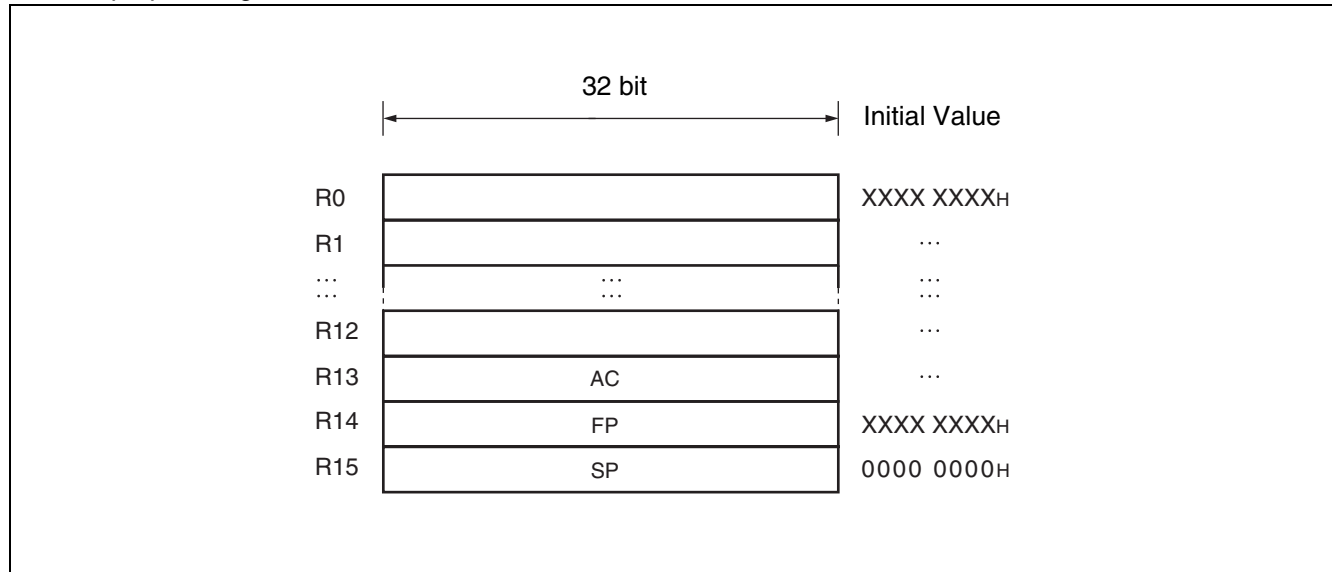 32 bit
Initial Value
R0 XXXX XXXXH
R1 ...
... ... ...
... ... ...
R12 ...
R13 AC ...
R14 FP XXXX XXXXH
R15 SP 0000 0000H